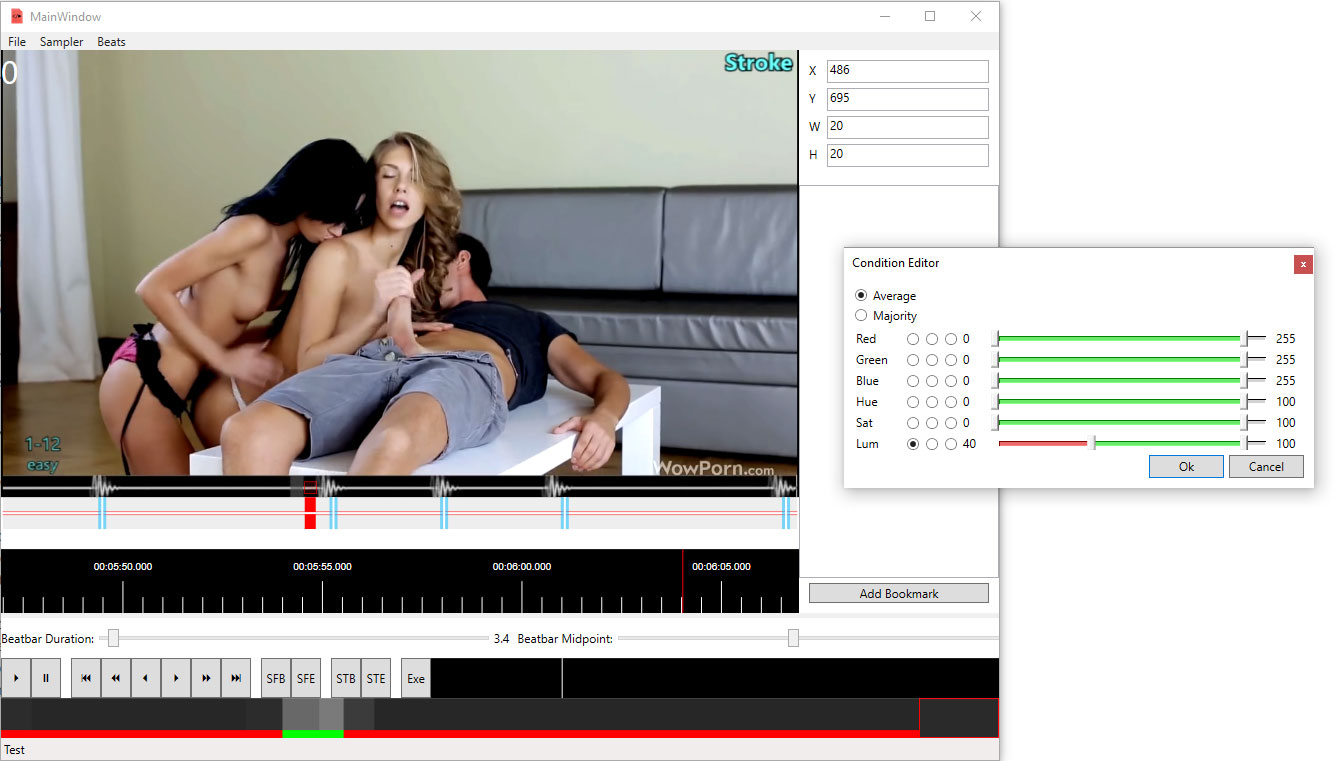 MainWindow
File Sampler Beats
0
Stroke
1-12
easy
WowPorn.com
X 486
Y 695
W 20
H 20
Condition Editor
x
Average
Majority
Red 0 255
Green 0 255
Blue 0 255
Hue 0 100
Sat 0 100
Lum 40 100
Ok Cancel
00:05:50.000 00:05:55.000 00:06:00.000 00:06:05.000
Add Bookmark
Beatbar Duration: 3.4 Beatbar Midpoint:
SFB SFE STB STE Exe
Test